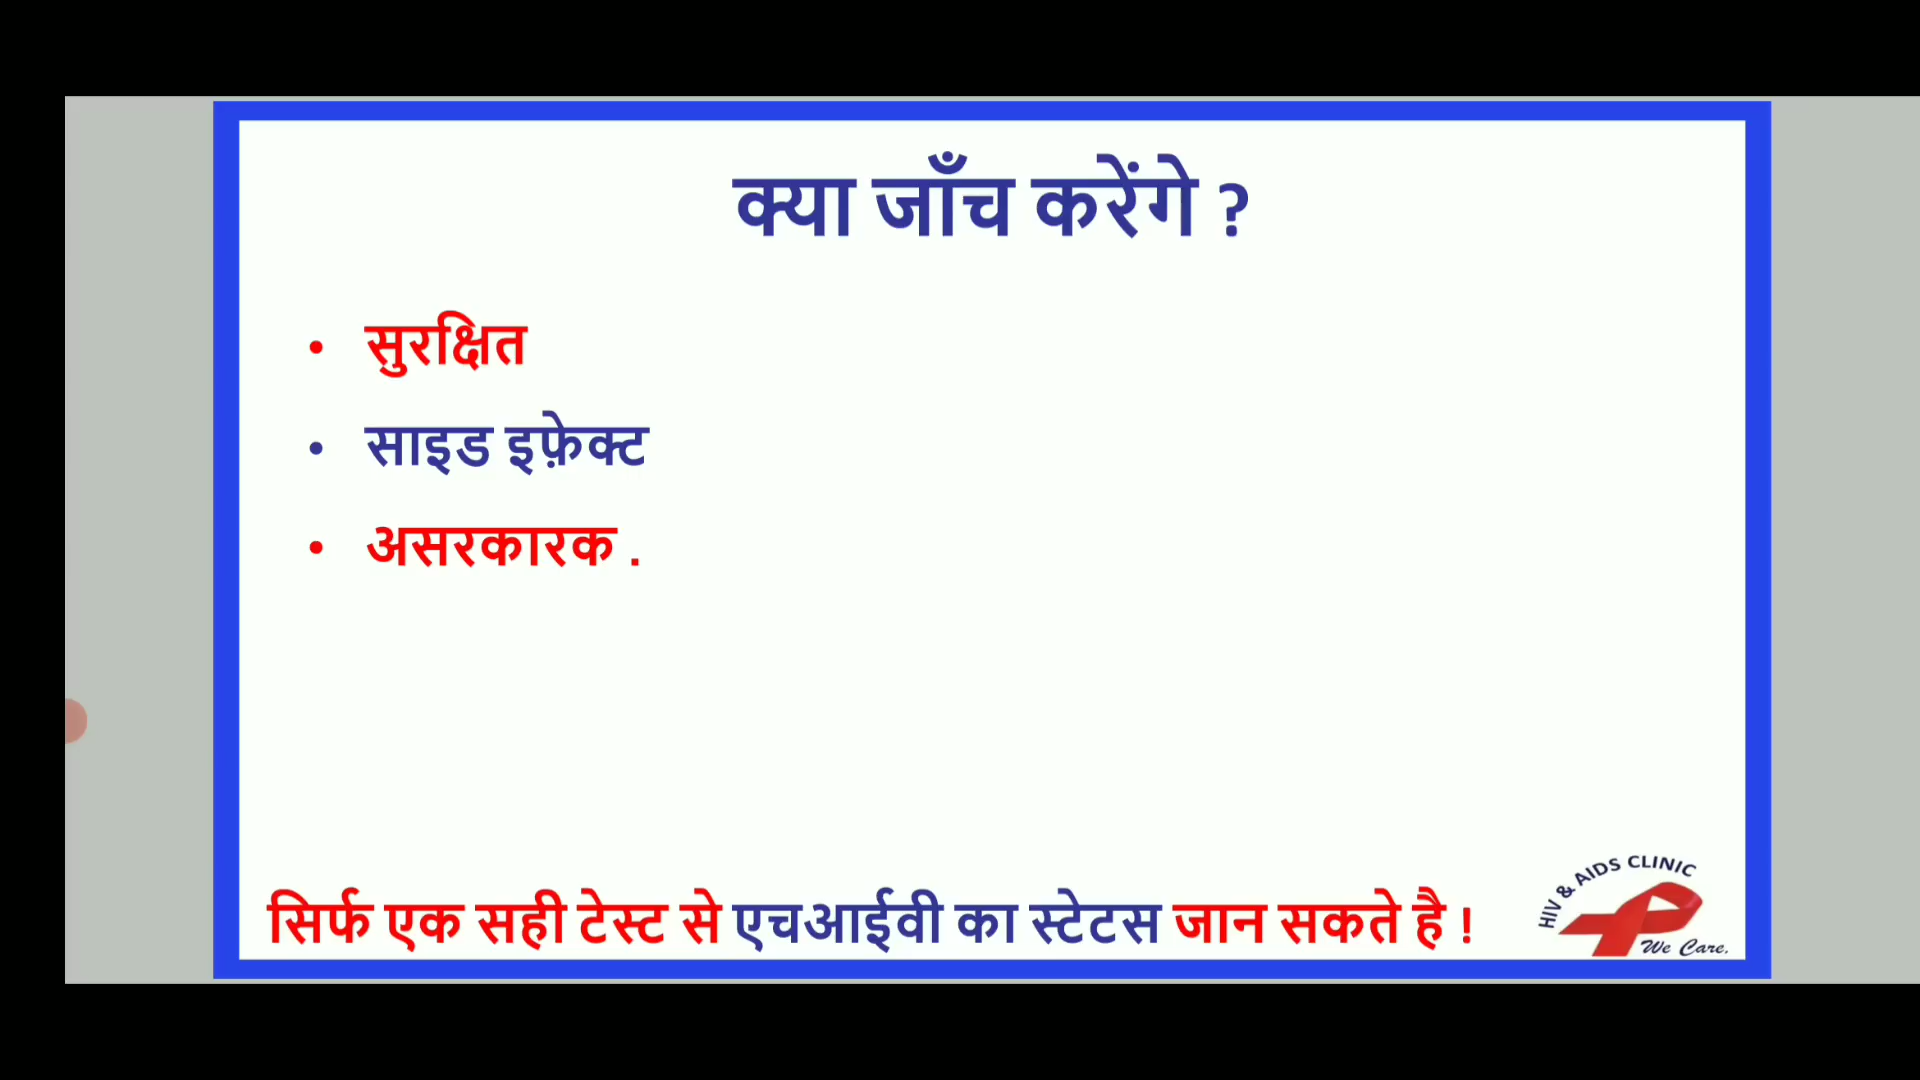 क्या जाँच करेंगे ?
• सुरक्षित
• साइड इफ़ेक्ट
• असरकारक .
सिर्फ एक सही टेस्ट से एचआईवी का स्टेटस जान सकते है !
HIV & AIDS CLINIC
We Care.